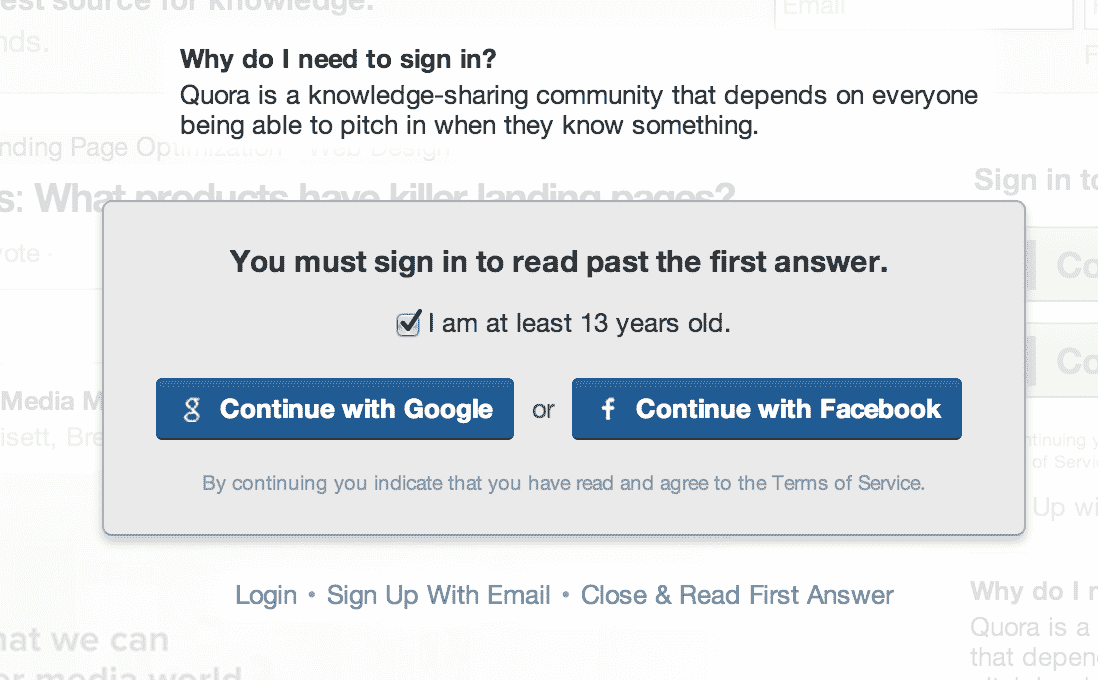 est source for knowledge.
Email
nds.
Why do I need to sign in?
Quora is a knowledge-sharing community that depends on everyone
being able to pitch in when they know something.
nding Page Optimization Web Design
s: What products have killer landing pages?
Sign in to
vote ·
You must sign in to read past the first answer.
I am at least 13 years old.
Co
g Continue with Google or f Continue with Facebook
Co
Media M
isett, Bre
tinuing y
of Servi
By continuing you indicate that you have read and agree to the Terms of Service.
Up wi
Login • Sign Up With Email • Close & Read First Answer
Why do I n
Quora is a
that depen
hat we can
or media world